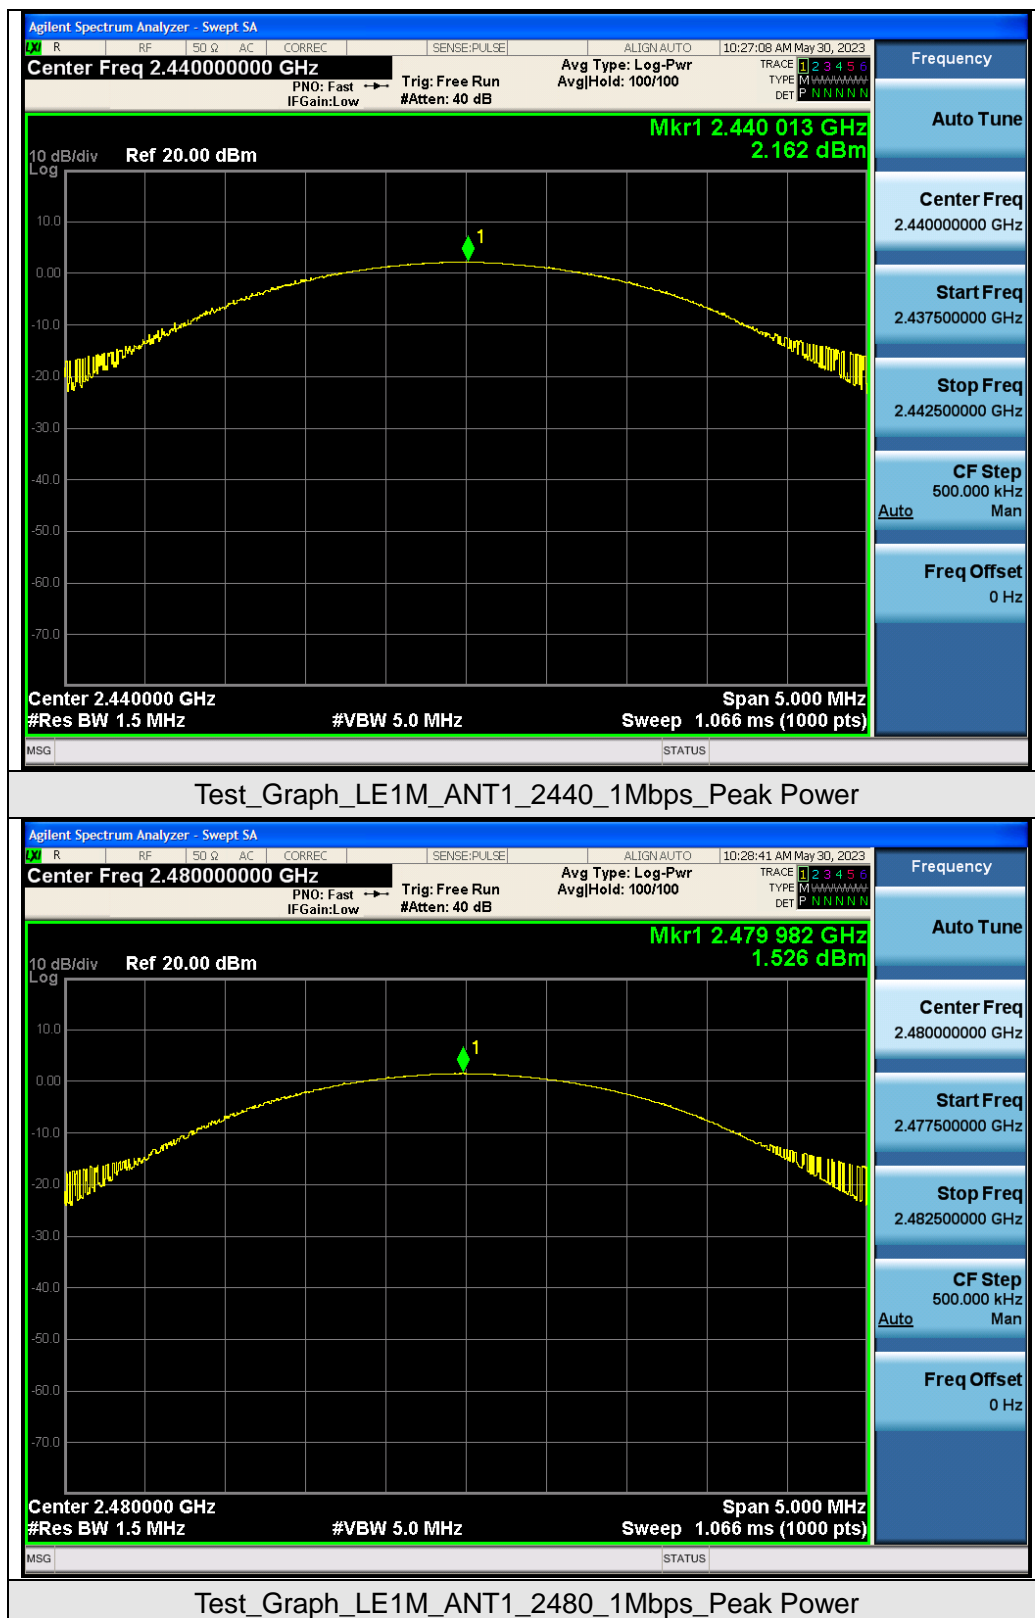 Agilent Spectrum Analyzer - Swept SA
LXI R RF 50 Ω AC CORREC SENSE:PULSE ALIGN AUTO 10:27:08 AM May 30, 2023
Center Freq 2.440000000 GHz
PNO: Fast
IFGain:Low
Trig: Free Run
#Atten: 40 dB
Avg Type: Log-Pwr
Avg|Hold: 100/100
TRACE 1 2 3 4 5 6
TYPE M WWWWW
DET P N N N N N
Frequency
Mkr1 2.440 013 GHz
2.162 dBm
10 dB/div Ref 20.00 dBm
Log
10.0
0.00
-10.0
-20.0
-30.0
-40.0
-50.0
-60.0
-70.0
1
Center 2.440000 GHz Span 5.000 MHz
#Res BW 1.5 MHz #VBW 5.0 MHz Sweep 1.066 ms (1000 pts)
Auto Tune
Center Freq
2.440000000 GHz
Start Freq
2.437500000 GHz
Stop Freq
2.442500000 GHz
CF Step
500.000 kHz
Auto Man
Freq Offset
0 Hz
MSG STATUS
Test_Graph_LE1M_ANT1_2440_1Mbps_Peak Power
Agilent Spectrum Analyzer - Swept SA
LXI R RF 50 Ω AC CORREC SENSE:PULSE ALIGN AUTO 10:28:41 AM May 30, 2023
Center Freq 2.480000000 GHz
PNO: Fast
IFGain:Low
Trig: Free Run
#Atten: 40 dB
Avg Type: Log-Pwr
Avg|Hold: 100/100
TRACE 1 2 3 4 5 6
TYPE M WWWWW
DET P N N N N N
Frequency
Mkr1 2.479 982 GHz
1.526 dBm
10 dB/div Ref 20.00 dBm
Log
10.0
0.00
-10.0
-20.0
-30.0
-40.0
-50.0
-60.0
-70.0
1
Center 2.480000 GHz Span 5.000 MHz
#Res BW 1.5 MHz #VBW 5.0 MHz Sweep 1.066 ms (1000 pts)
Auto Tune
Center Freq
2.480000000 GHz
Start Freq
2.477500000 GHz
Stop Freq
2.482500000 GHz
CF Step
500.000 kHz
Auto Man
Freq Offset
0 Hz
MSG STATUS
Test_Graph_LE1M_ANT1_2480_1Mbps_Peak Power